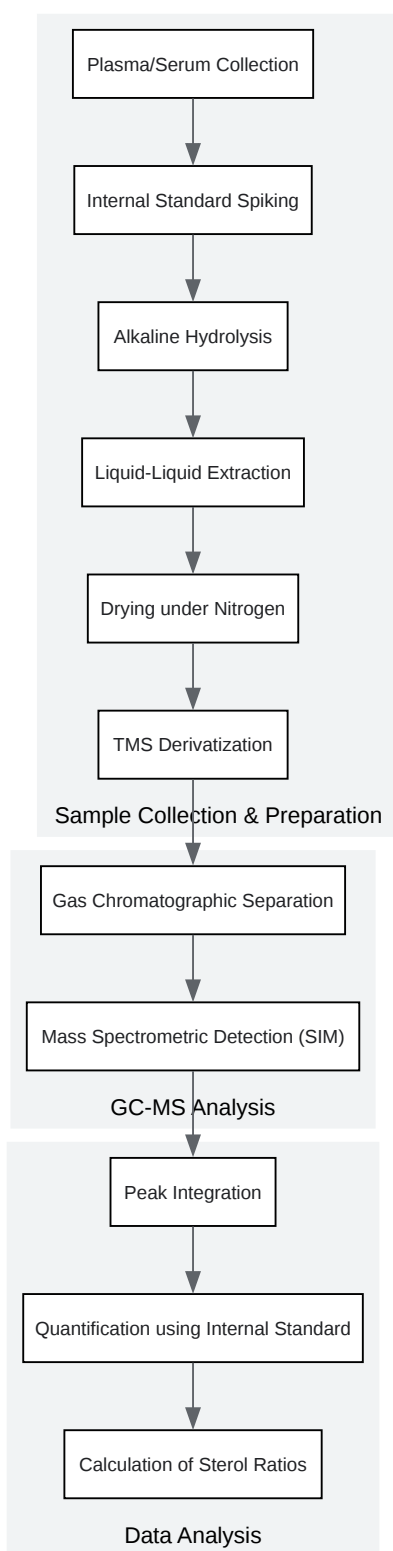 Plasma/Serum Collection
Internal Standard Spiking
Alkaline Hydrolysis
Liquid-Liquid Extraction
Drying under Nitrogen
TMS Derivatization
Sample Collection & Preparation
Gas Chromatographic Separation
Mass Spectrometric Detection (SIM)
GC-MS Analysis
Peak Integration
Quantification using Internal Standard
Calculation of Sterol Ratios
Data Analysis